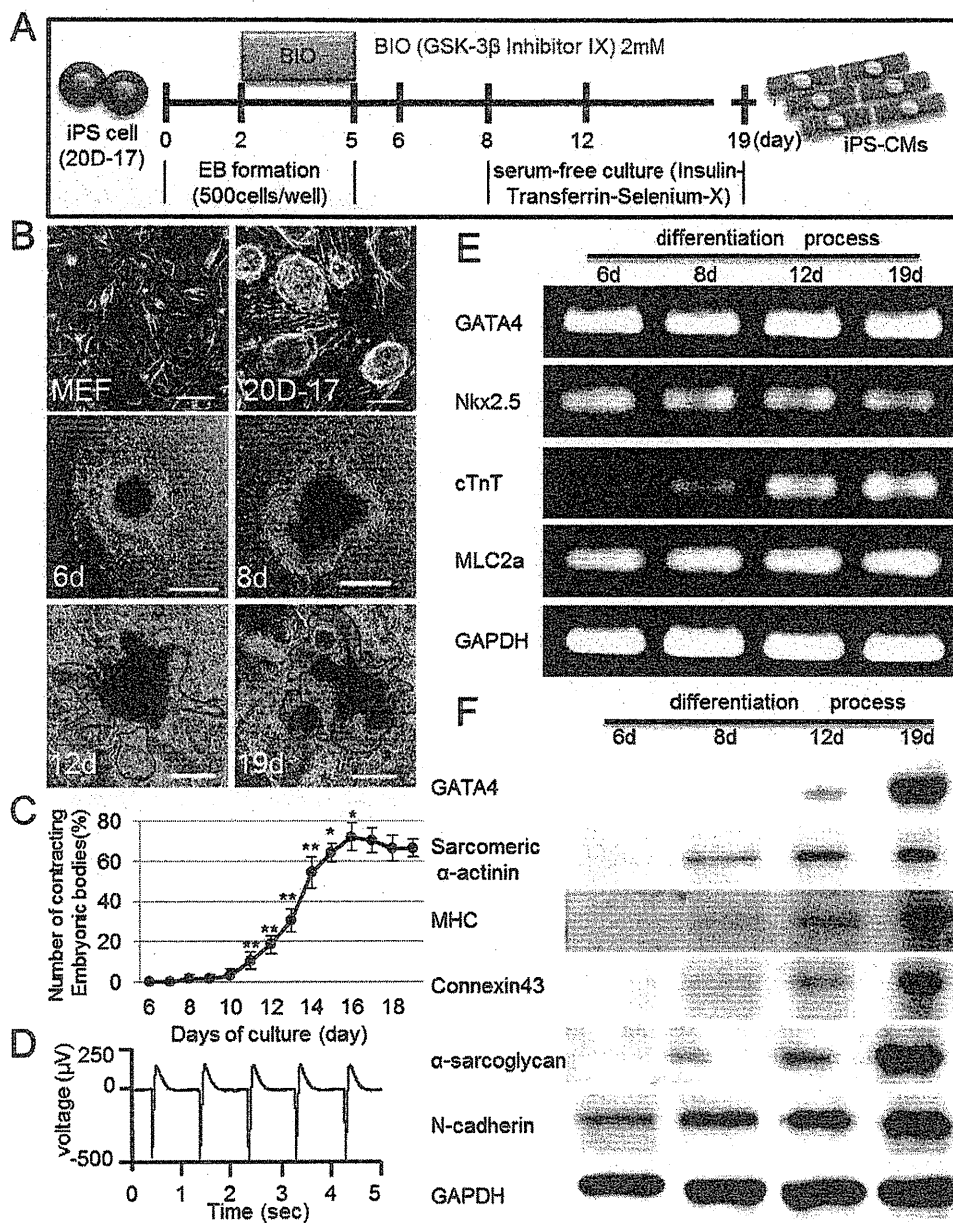 A
BIO
BIO (GSK-3β Inhibitor IX) 2mM
iPS cell
(20D-17)
0 2 5 6 8 12 19 (day)
iPS-CMs
EB formation
(500cells/well)
serum-free culture (Insulin-
Transferrin-Selenium-X)
B
MEF
20D-17
6d
8d
12d
19d
C
Number of contracting
Embryonic bodies(%)
80
60
40
20
0
** ** ** ** * *
6 8 10 12 14 16 18
Days of culture (day)
D
voltage (μV)
250
0
-500
0 1 2 3 4 5
Time (sec)
E
differentiation process
6d 8d 12d 19d
GATA4
Nkx2.5
cTnT
MLC2a
GAPDH
F
differentiation process
6d 8d 12d 19d
GATA4
Sarcomeric
α-actinin
MHC
Connexin43
α-sarcoglycan
N-cadherin
GAPDH